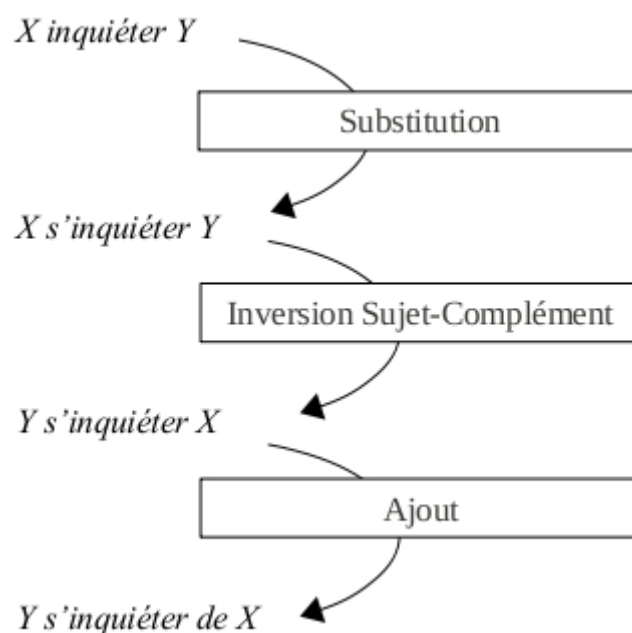 X inquiéter Y
Substitution
X s’inquiéter Y
Inversion Sujet-Complément
Y s’inquiéter X
Ajout
Y s’inquiéter de X